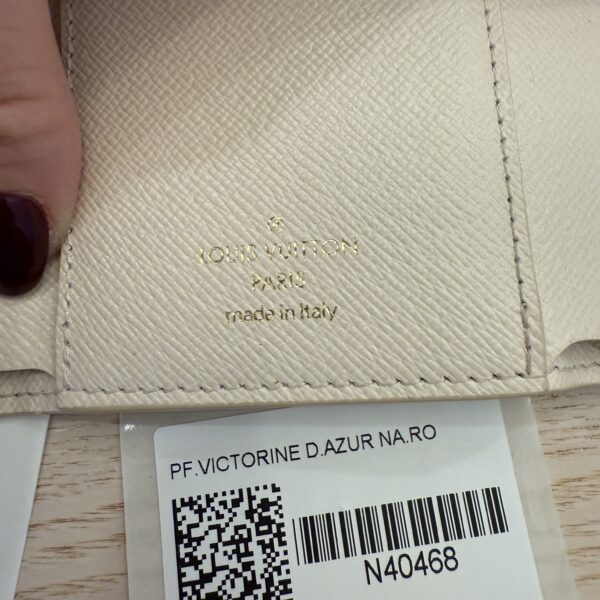 LOUIS VUITTON
PARIS
made in Italy
PF.VICTORINE D.AZUR NA.RO
N40468